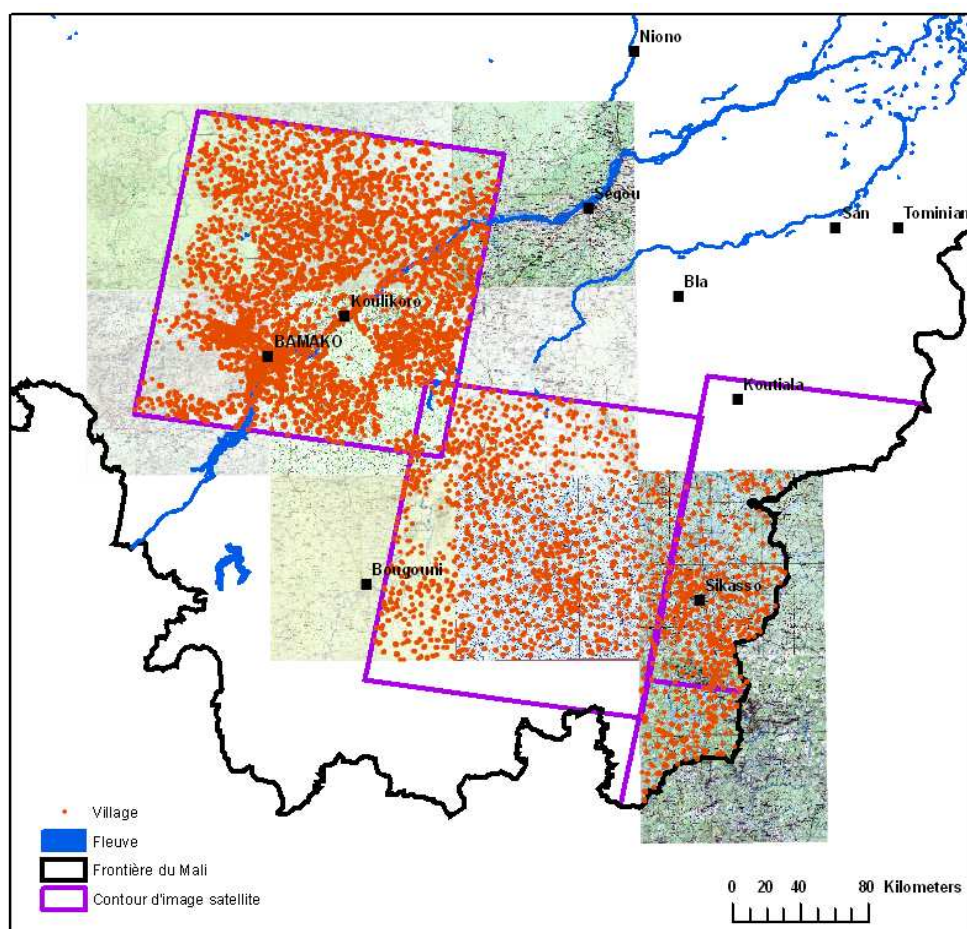 Niono
Ségou
San
Tominian
Bla
Koulikoro
BAMAKO
Koutiala
Bougouni
Sikasso
Village
Fleuve
Frontière du Mali
Contour d'image satellite
0 20 40 80 Kilometers